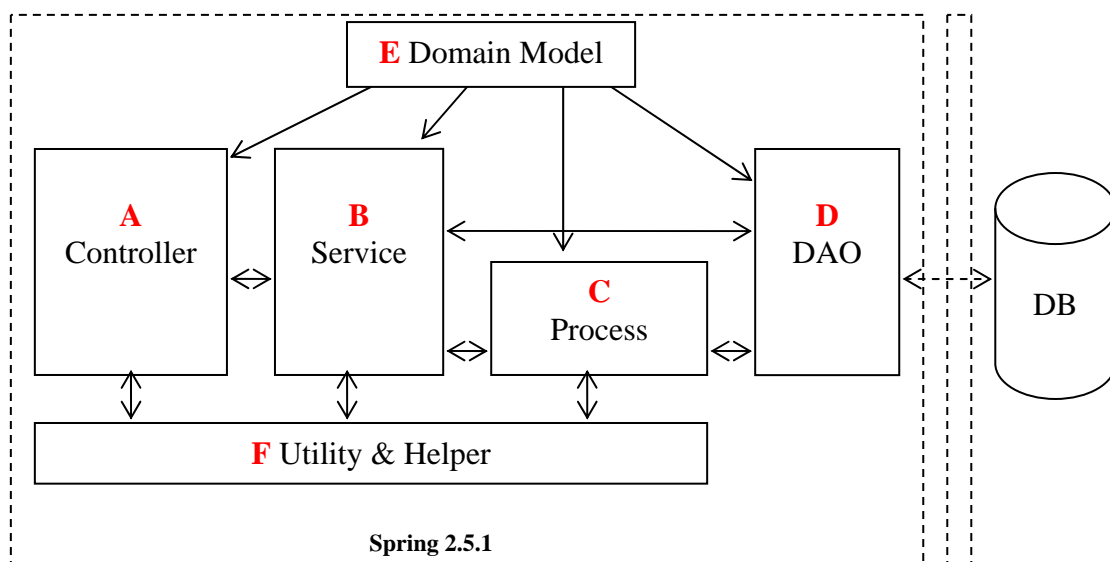 E Domain Model
A
Controller
B
Service
C
Process
D
DAO
DB
F Utility & Helper
Spring 2.5.1